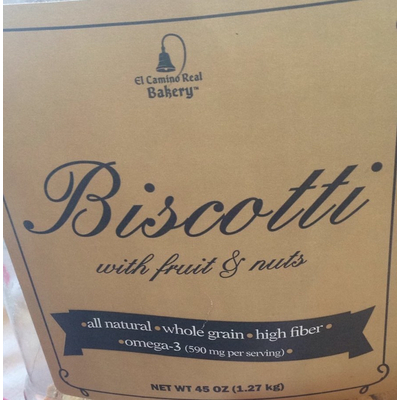 El Camino Real
Bakery™
Biscotti
with fruit & nuts
•all natural •whole grain •high fiber•
•omega-3 (590 mg per serving)•
NET WT 45 OZ (1.27 kg)